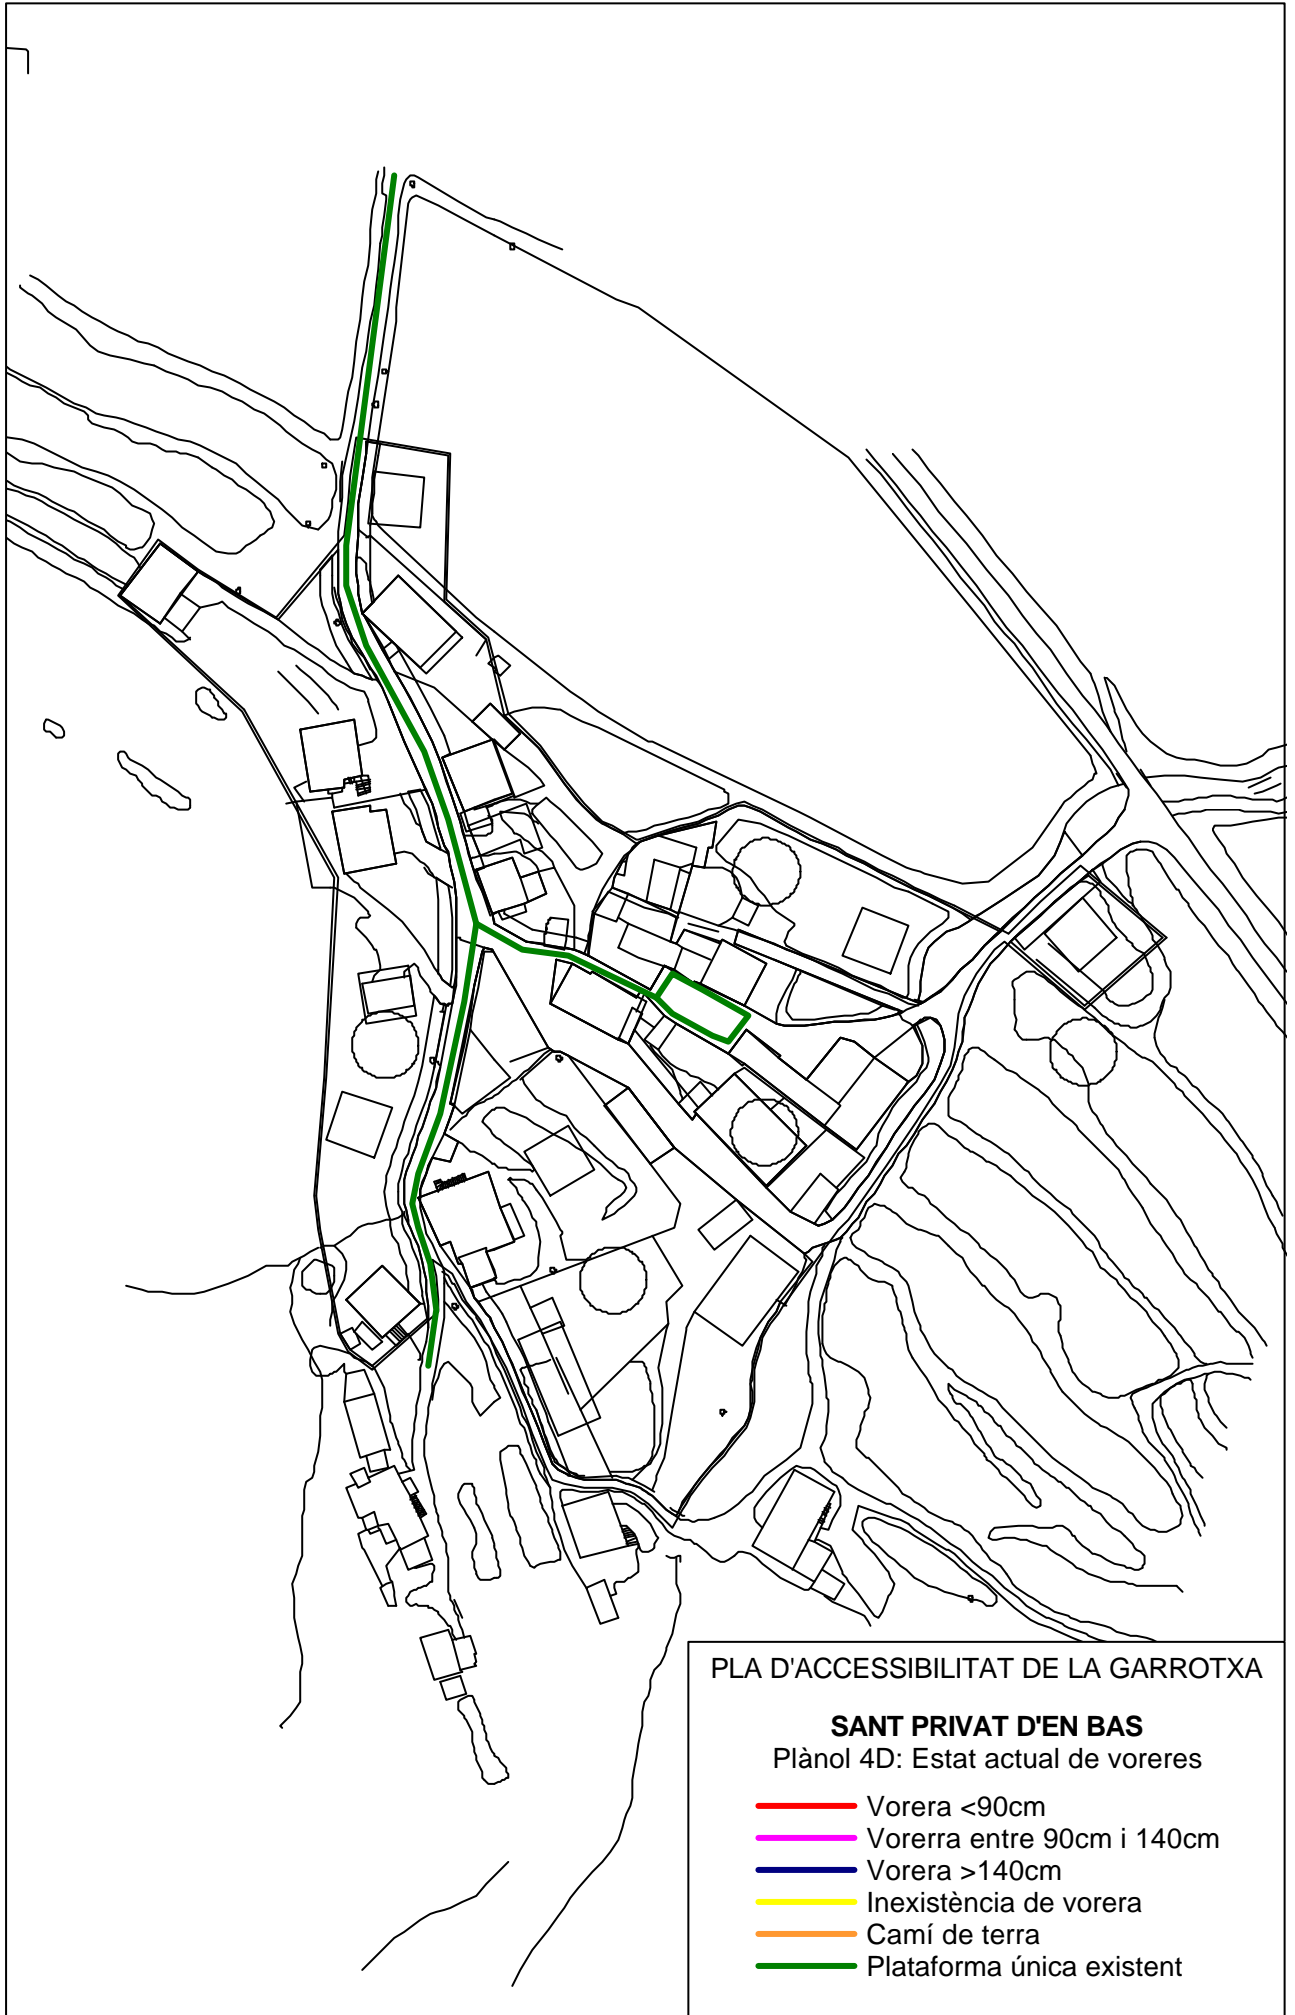 PLA D'ACCESSIBILITAT DE LA GARROTXA
SANT PRIVAT D'EN BAS
Plànol 4D: Estat actual de voreres
Vorera <90cm
Vorerra entre 90cm i 140cm
Vorera >140cm
Inexistència de vorera
Camí de terra
Plataforma única existent